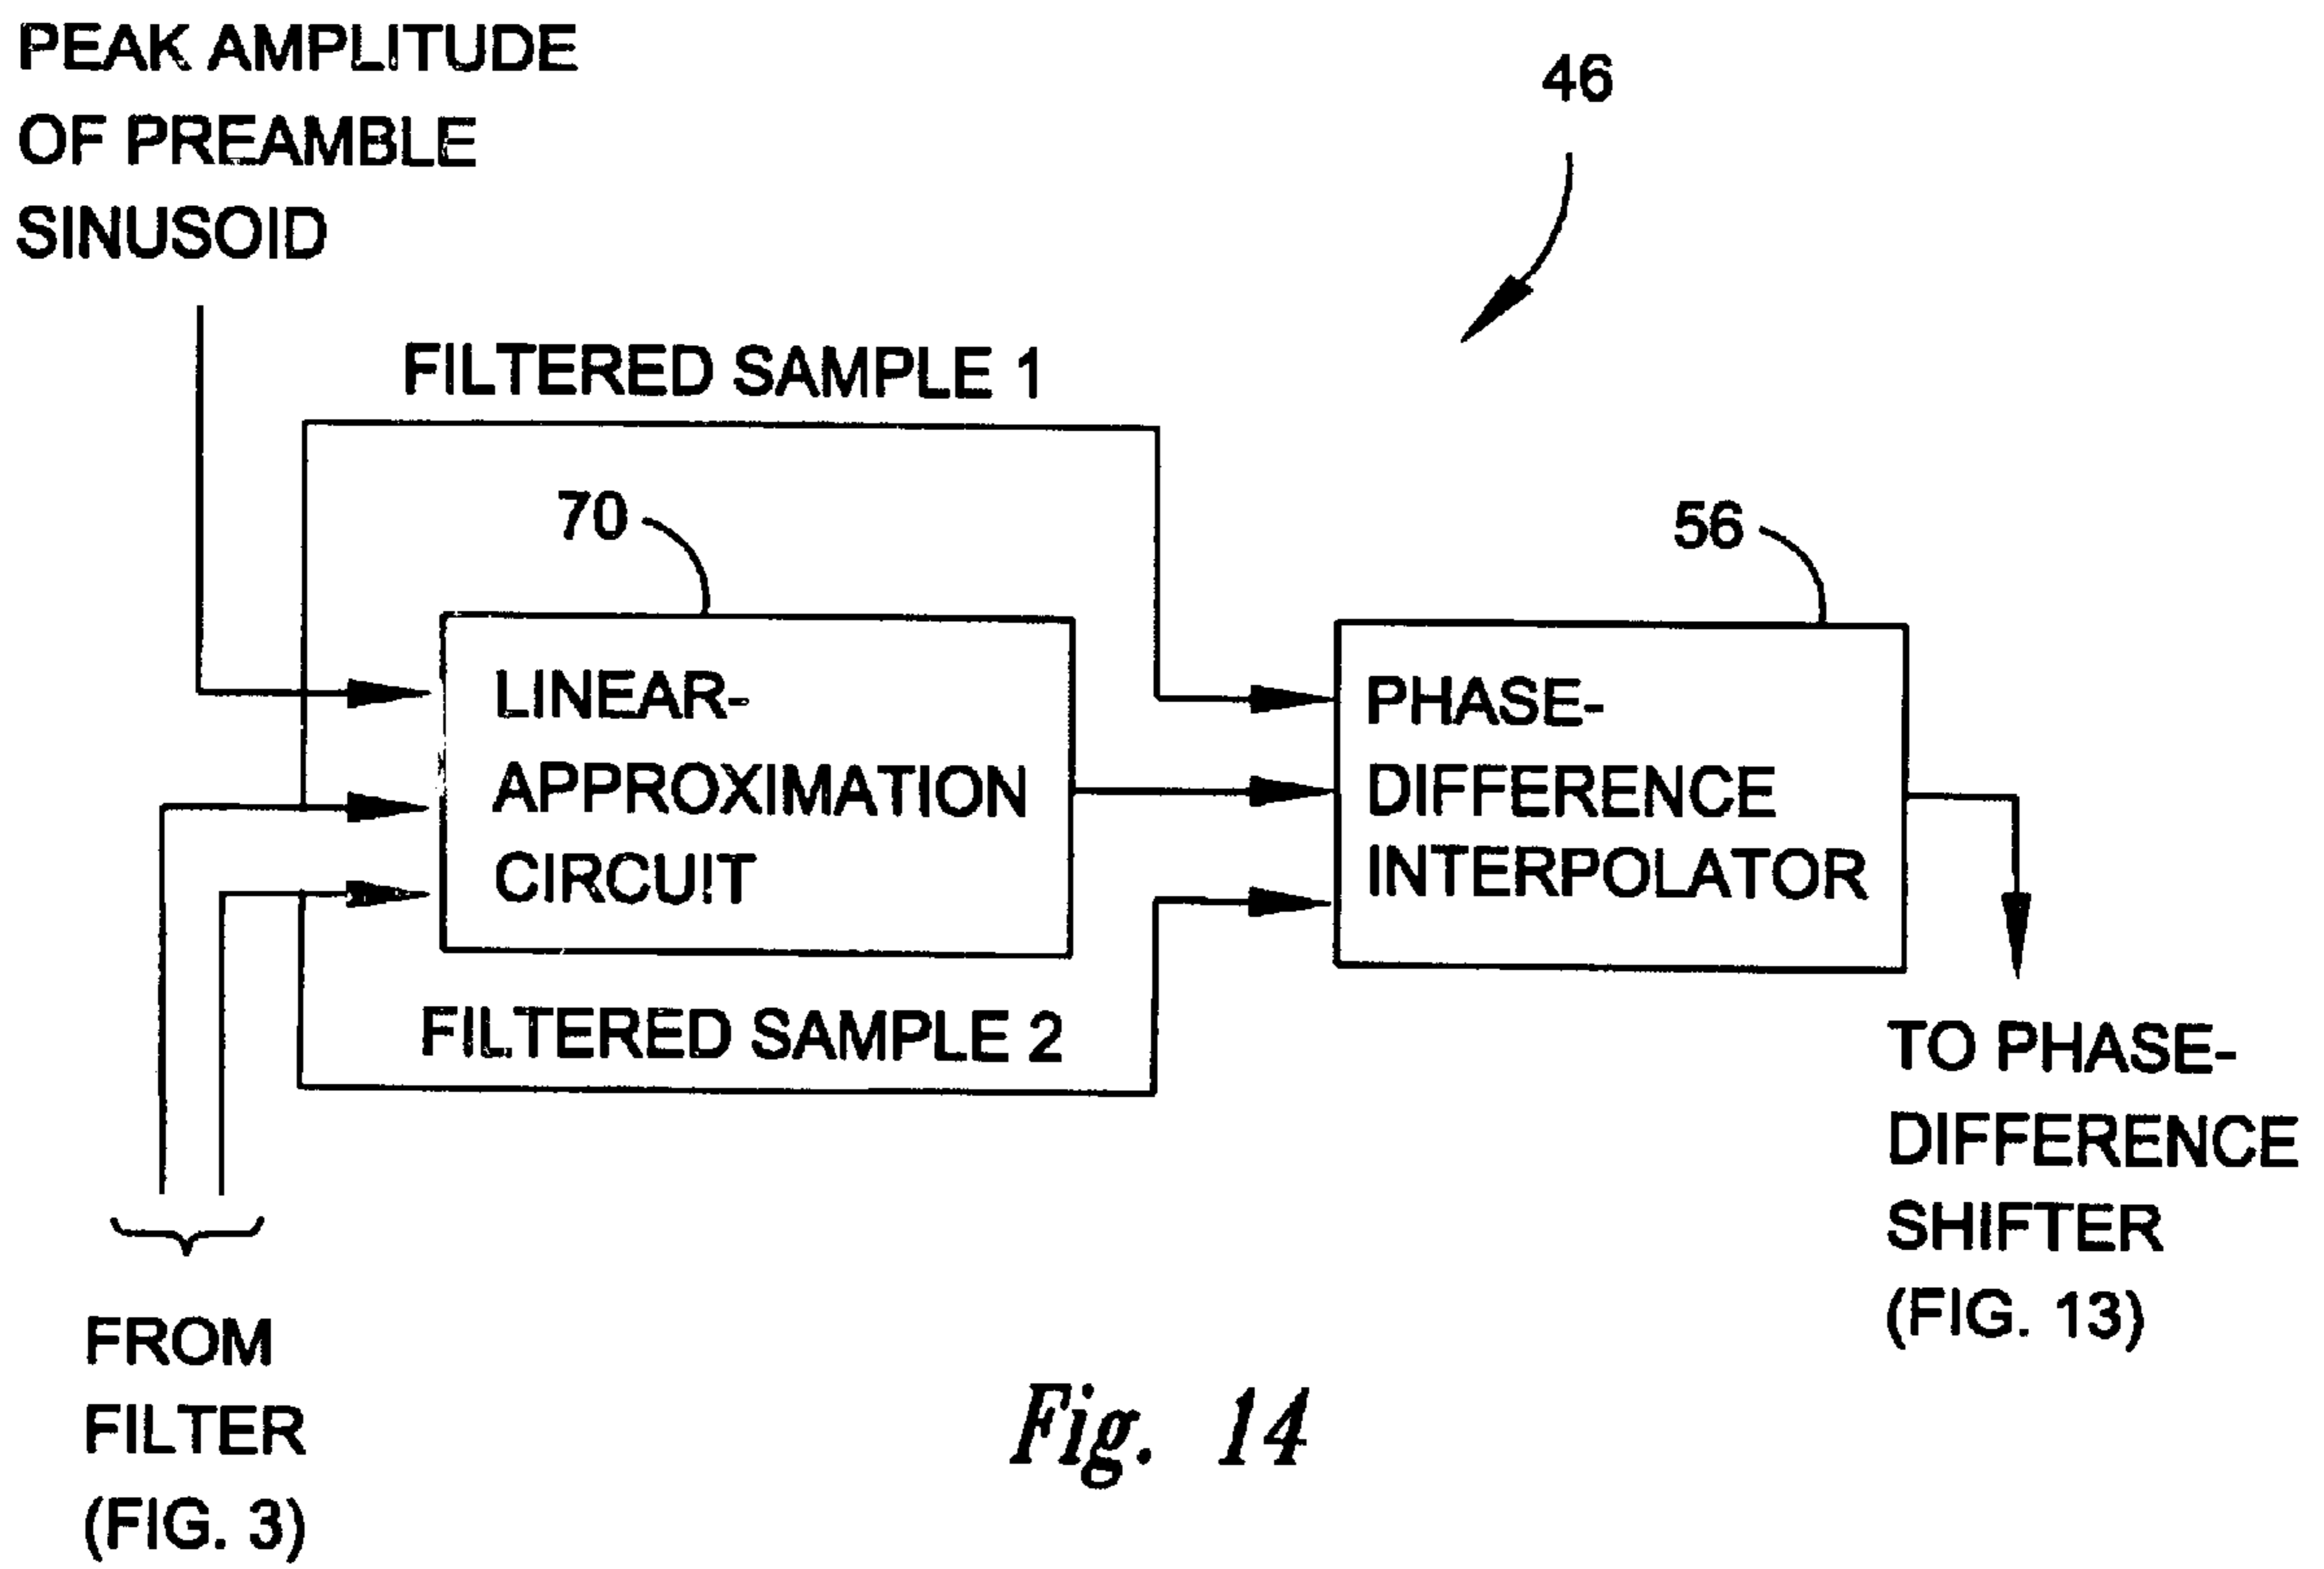 PEAK AMPLITUDE
OF PREAMBLE
SINUSOID
46
FILTERED SAMPLE 1
70
56
LINEAR-
APPROXIMATION
CIRCUIT
PHASE-
DIFFERENCE
INTERPOLATOR
FILTERED SAMPLE 2
TO PHASE-
DIFFERENCE
SHIFTER
(FIG. 13)
FROM
FILTER
(FIG. 3)
Fig. 14